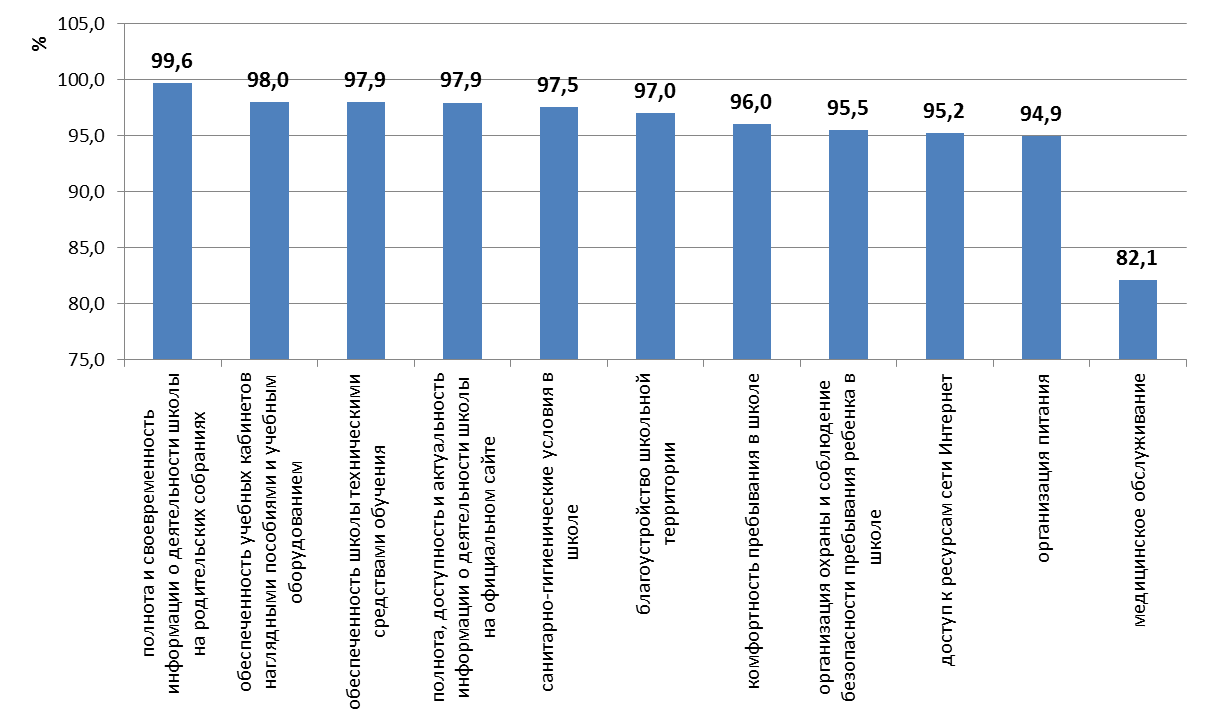 105,0
%
100,0
95,0
90,0
85,0
80,0
75,0
99,6
98,0
97,9
97,9
97,5
97,0
96,0
95,5
95,2
94,9
82,1
полнота и своевременность
информации о деятельности школы
на родительских собраниях
обеспеченность учебных кабинетов
наглядными пособиями и учебным
оборудованием
обеспеченность школы техническими
средствами обучения
полнота, доступность и актуальность
информации о деятельности школы
на официальном сайте
санитарно-гигиенические условия в
школе
благоустройство школьной
территории
комфортность пребывания в школе
организация охраны и соблюдение
безопасности пребывания ребенка в
школе
доступ к ресурсам сети Интернет
организация питания
медицинское обслуживание